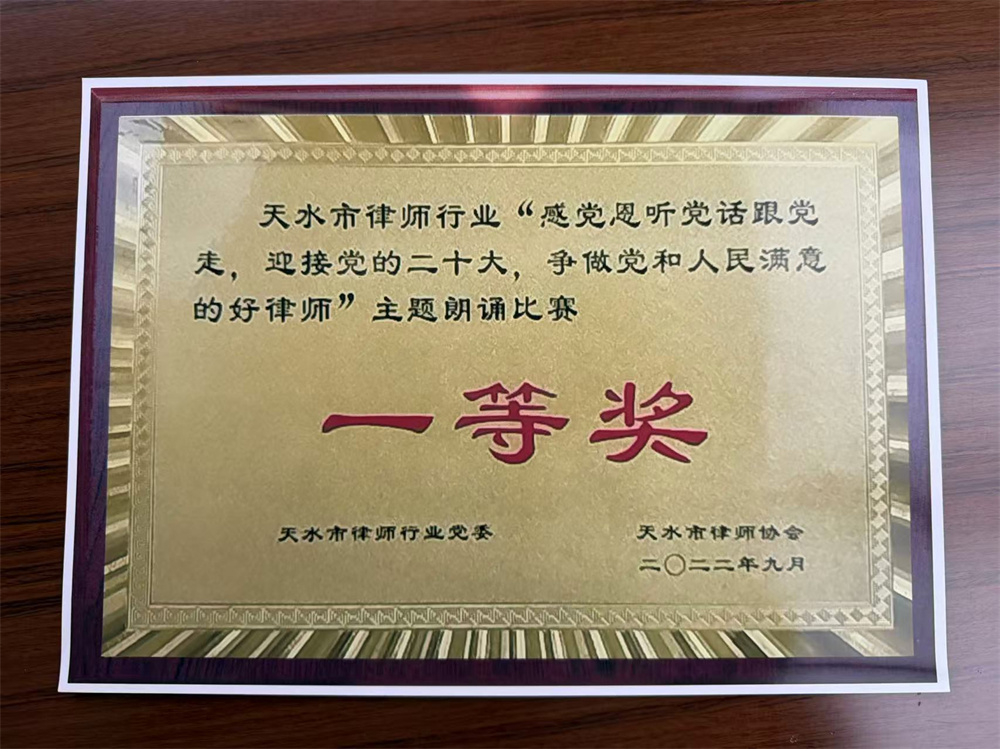 天水市律师行业“感党恩听党话跟党
走，迎接党的二十大，争做党和人民满意
的好律师”主题朗诵比赛
一等奖
天水市律师行业党委
天水市律师协会
二〇二二年九月